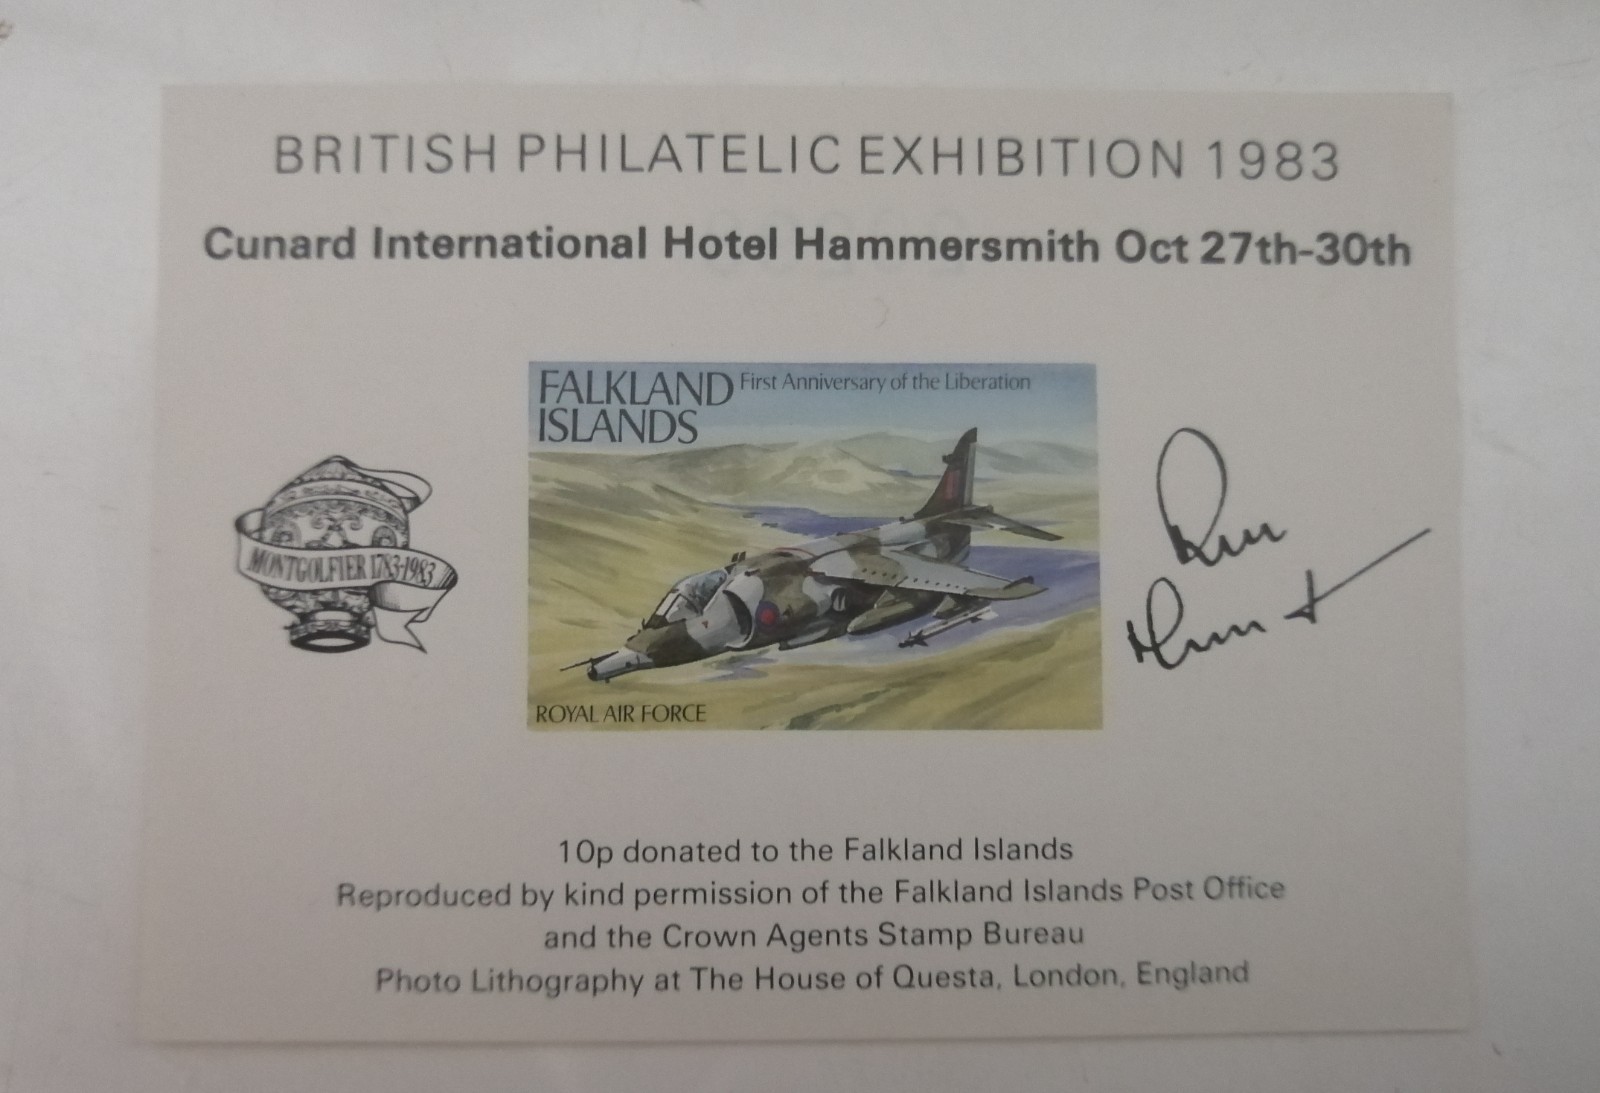 BRITISH PHILATELIC EXHIBITION 1983
Cunard International Hotel Hammersmith Oct 27th-30th
FALKLAND ISLANDS
First Anniversary of the Liberation
MONTGOLFIER 1783-1983
ROYAL AIR FORCE
10p donated to the Falkland Islands
Reproduced by kind permission of the Falkland Islands Post Office
and the Crown Agents Stamp Bureau
Photo Lithography at The House of Questa, London, England